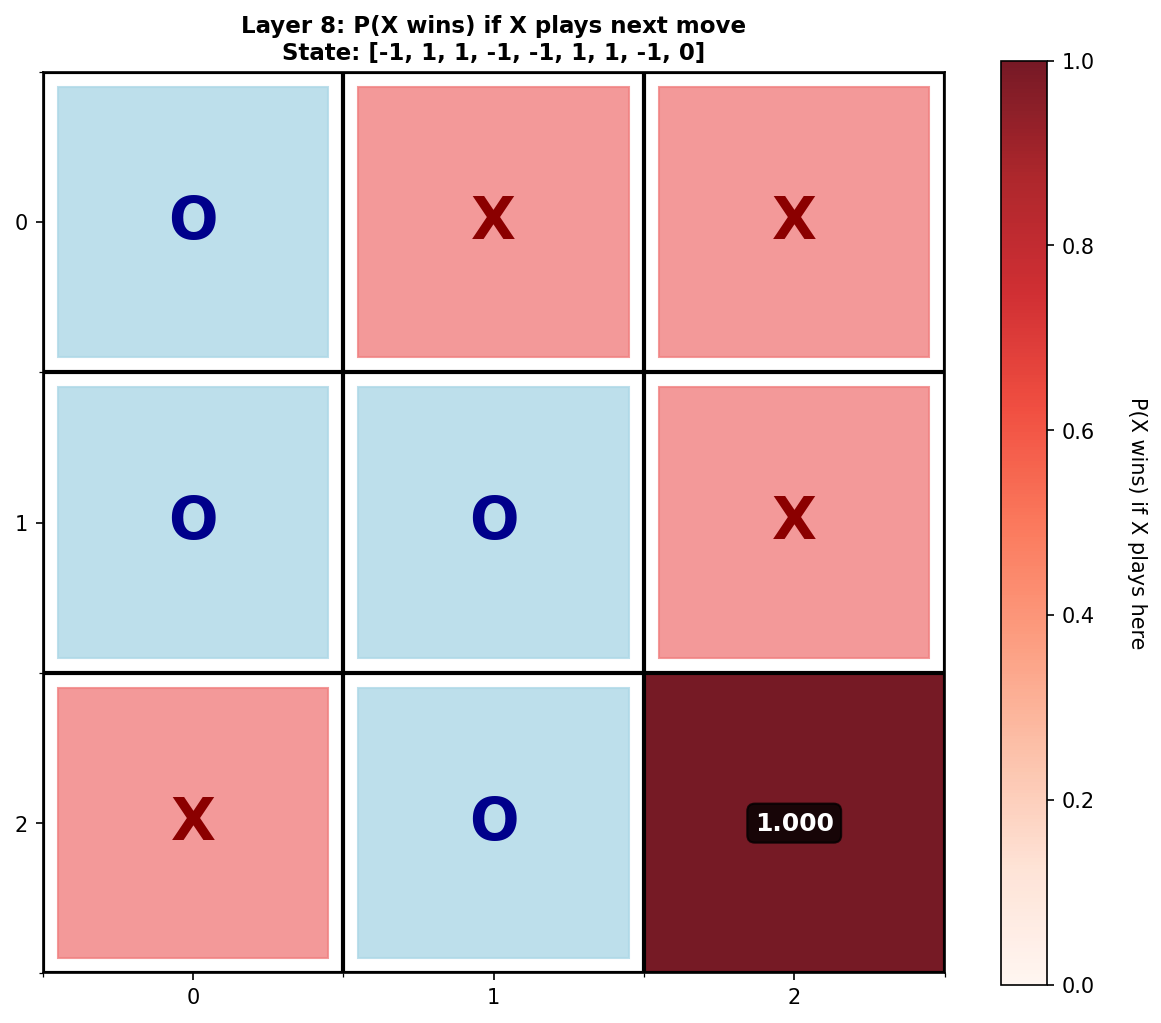 Layer 8: P(X wins) if X plays next move
State: [-1, 1, 1, -1, -1, 1, 1, -1, 0]
0
O
X
X
1
O
O
X
2
X
O
1.000
0
1
2
1.0
0.8
0.6
0.4
0.2
0.0
P(X wins) if X plays here